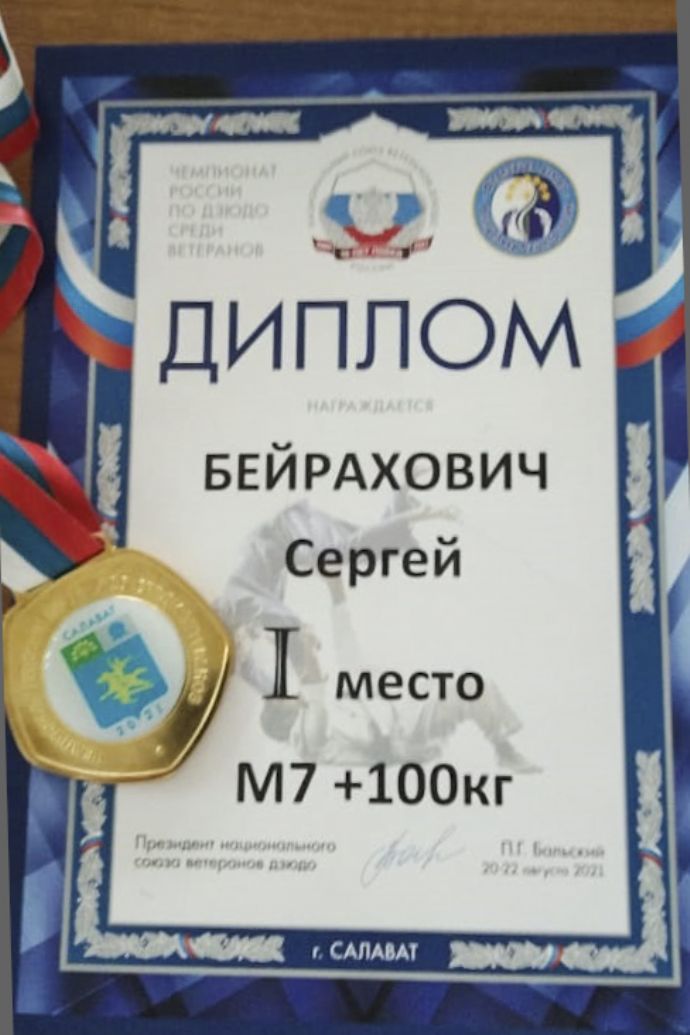 ЧЕМПИОНАТ
РОССИИ
ПО ДЗЮДО
СРЕДИ
ВЕТЕРАНОВ
ДИПЛОМ
НАГРАЖДАЕТСЯ
БЕЙРАХОВИЧ
Сергей
I место
М7 +100кг
Президент национального
союза ветеранов дзюдо
П.Г. Бальский
20-22 августа 2021
г. САЛАВАТ
САЛАВАТ
2021